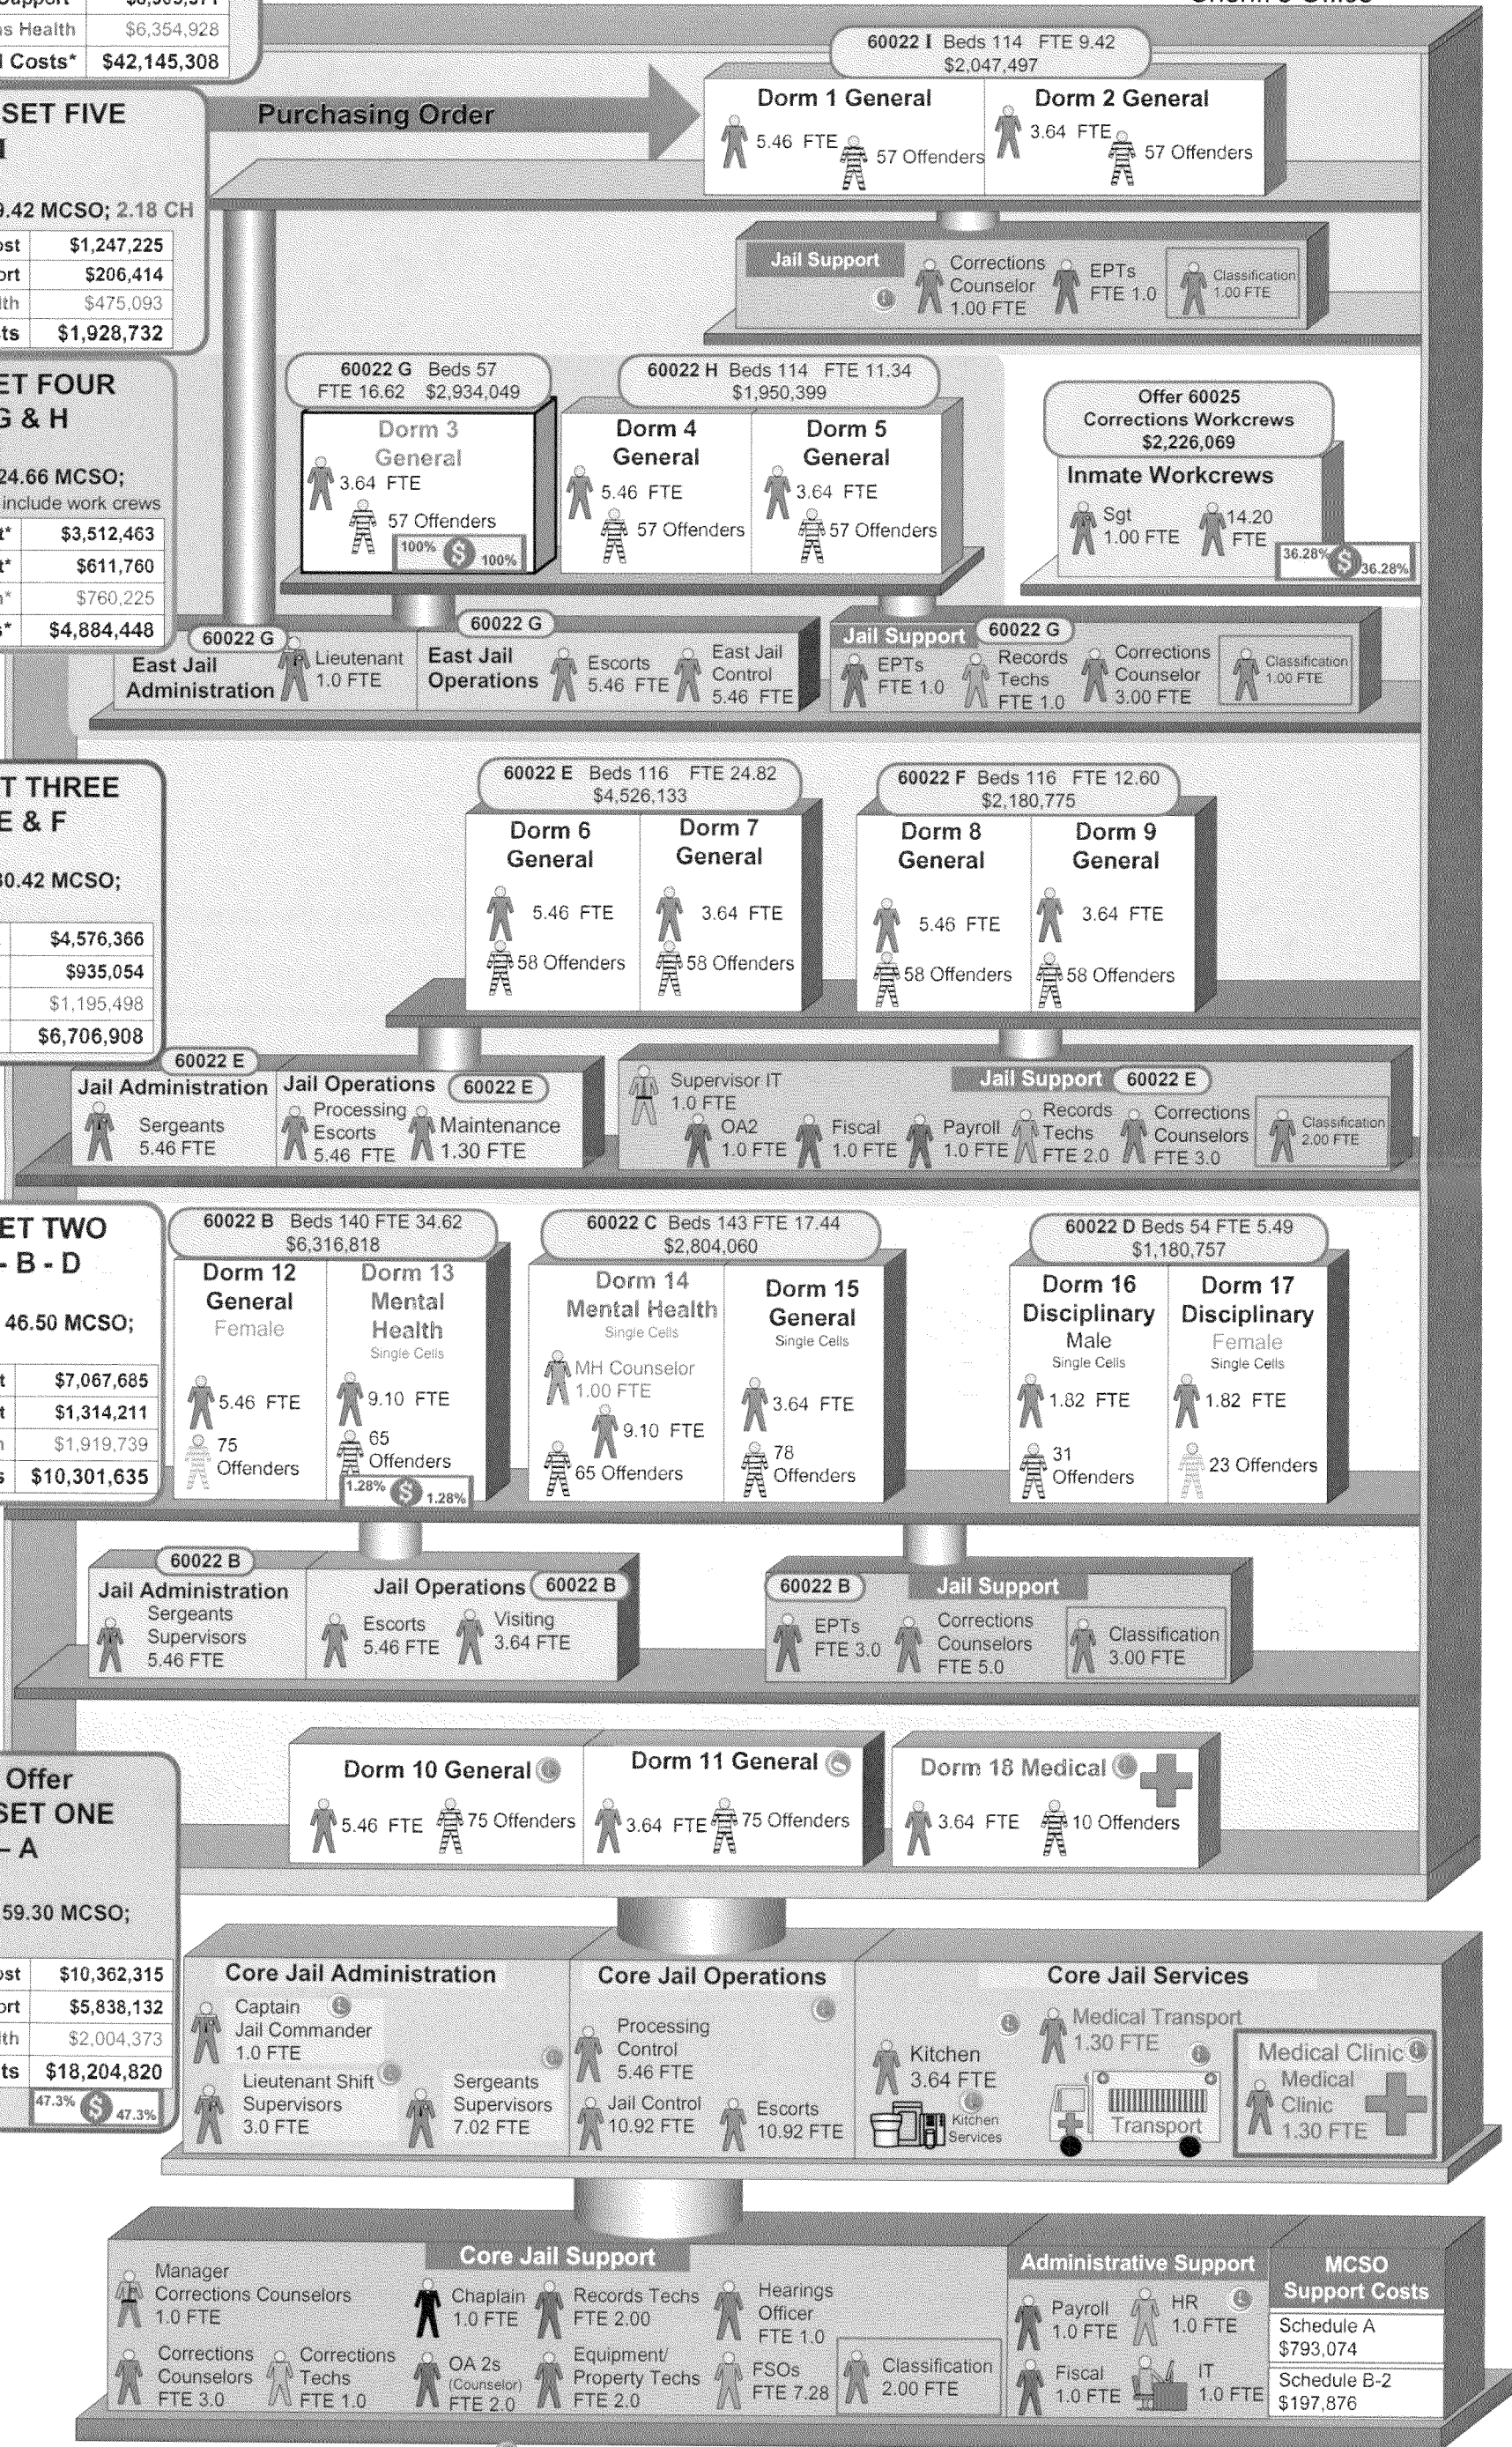 $6,354,928
$42,145,308
SET FIVE
9.42 MCSO; 2.18 CH
$1,247,225
$206,414
$475,093
$1,928,732
SET FOUR
G & H
24.66 MCSO;
include work crews
$3,512,463
$611,760
$760,225
$4,884,448
THREE
E & F
30.42 MCSO;
$4,576,366
$935,054
$1,195,498
$6,706,908
TWO
- B - D
46.50 MCSO;
$7,067,685
$1,314,211
$1,919,739
$10,301,635
Offer
SET ONE
- A
59.30 MCSO;
$10,362,315
$5,838,132
$2,004,373
$18,204,820
47.3% $ 47.3%
Health
Costs*
Purchasing Order
60022 I Beds 114 FTE 9.42
$2,047,497
Dorm 1 General
5.46 FTE
57 Offenders
Dorm 2 General
3.64 FTE
57 Offenders
Jail Support
Corrections
Counselor
1.00 FTE
EPTs
FTE 1.0
Classification
1.00 FTE
60022 G Beds 57
FTE 16.62 $2,934,049
Dorm 3
General
3.64 FTE
57 Offenders
100% $ 100%
60022 H Beds 114 FTE 11.34
$1,950,399
Dorm 4
General
5.46 FTE
57 Offenders
Dorm 5
General
3.64 FTE
57 Offenders
Offer 60025
Corrections Workcrews
$2,226,069
Inmate Workcrews
Sgt
1.00 FTE
14.20
FTE
36.28% $ 36.28%
60022 G
East Jail
Administration
Lieutenant
1.0 FTE
60022 G
East Jail
Operations
Escorts
5.46 FTE
East Jail
Control
5.46 FTE
Jail Support
60022 G
EPTs
FTE 1.0
Records
Techs
FTE 1.0
Corrections
Counselor
3.00 FTE
Classification
1.00 FTE
60022 E Beds 116 FTE 24.82
$4,526,133
Dorm 6
General
5.46 FTE
58 Offenders
Dorm 7
General
3.64 FTE
58 Offenders
60022 F Beds 116 FTE 12.60
$2,180,775
Dorm 8
General
5.46 FTE
58 Offenders
Dorm 9
General
3.64 FTE
58 Offenders
60022 E
Jail Administration
Sergeants
5.46 FTE
Jail Operations
60022 E
Processing
Escorts
5.46 FTE
Maintenance
1.30 FTE
Jail Support
60022 E
Supervisor IT
1.0 FTE
OA2
1.0 FTE
Fiscal
1.0 FTE
Payroll
1.0 FTE
Records
Techs
FTE 2.0
Corrections
Counselors
FTE 3.0
Classification
2.00 FTE
60022 B Beds 140 FTE 34.62
$6,316,818
Dorm 12
General
Female
5.46 FTE
75
Offenders
Dorm 13
Mental
Health
Single Cells
9.10 FTE
65
Offenders
1.28% $ 1.28%
60022 C Beds 143 FTE 17.44
$2,804,060
Dorm 14
Mental Health
Single Cells
MH Counselor
1.00 FTE
9.10 FTE
65 Offenders
Dorm 15
General
Single Cells
3.64 FTE
78
Offenders
60022 D Beds 54 FTE 5.49
$1,180,757
Dorm 16
Disciplinary
Male
Single Cells
1.82 FTE
31
Offenders
Dorm 17
Disciplinary
Female
Single Cells
1.82 FTE
23 Offenders
60022 B
Jail Administration
Sergeants
Supervisors
5.46 FTE
Jail Operations
60022 B
Escorts
5.46 FTE
Visiting
3.64 FTE
60022 B
Jail Support
EPTs
FTE 3.0
Corrections
Counselors
FTE 5.0
Classification
3.00 FTE
Dorm 10 General
5.46 FTE
75 Offenders
Dorm 11 General
3.64 FTE
75 Offenders
Dorm 18 Medical
3.64 FTE
10 Offenders
Core Jail Administration
Captain
Jail Commander
1.0 FTE
Lieutenant Shift
Supervisors
3.0 FTE
Sergeants
Supervisors
7.02 FTE
Core Jail Operations
Processing
Control
5.46 FTE
Jail Control
10.92 FTE
Escorts
10.92 FTE
Core Jail Services
Kitchen
3.64 FTE
Kitchen
Services
Medical Transport
1.30 FTE
Transport
Medical Clinic
Medical
Clinic
1.30 FTE
Core Jail Support
Manager
Corrections Counselors
1.0 FTE
Chaplain
1.0 FTE
Records Techs
FTE 2.00
Hearings
Officer
FTE 1.0
Corrections
Counselors
FTE 3.0
Corrections
Techs
FTE 1.0
OA 2s
(Counselor)
FTE 2.0
Equipment/
Property Techs
FTE 2.0
FSOs
FTE 7.28
Classification
2.00 FTE
Administrative Support
Payroll
1.0 FTE
HR
1.0 FTE
Fiscal
1.0 FTE
IT
1.0 FTE
MCSO
Support Costs
Schedule A
$793,074
Schedule B-2
$197,876